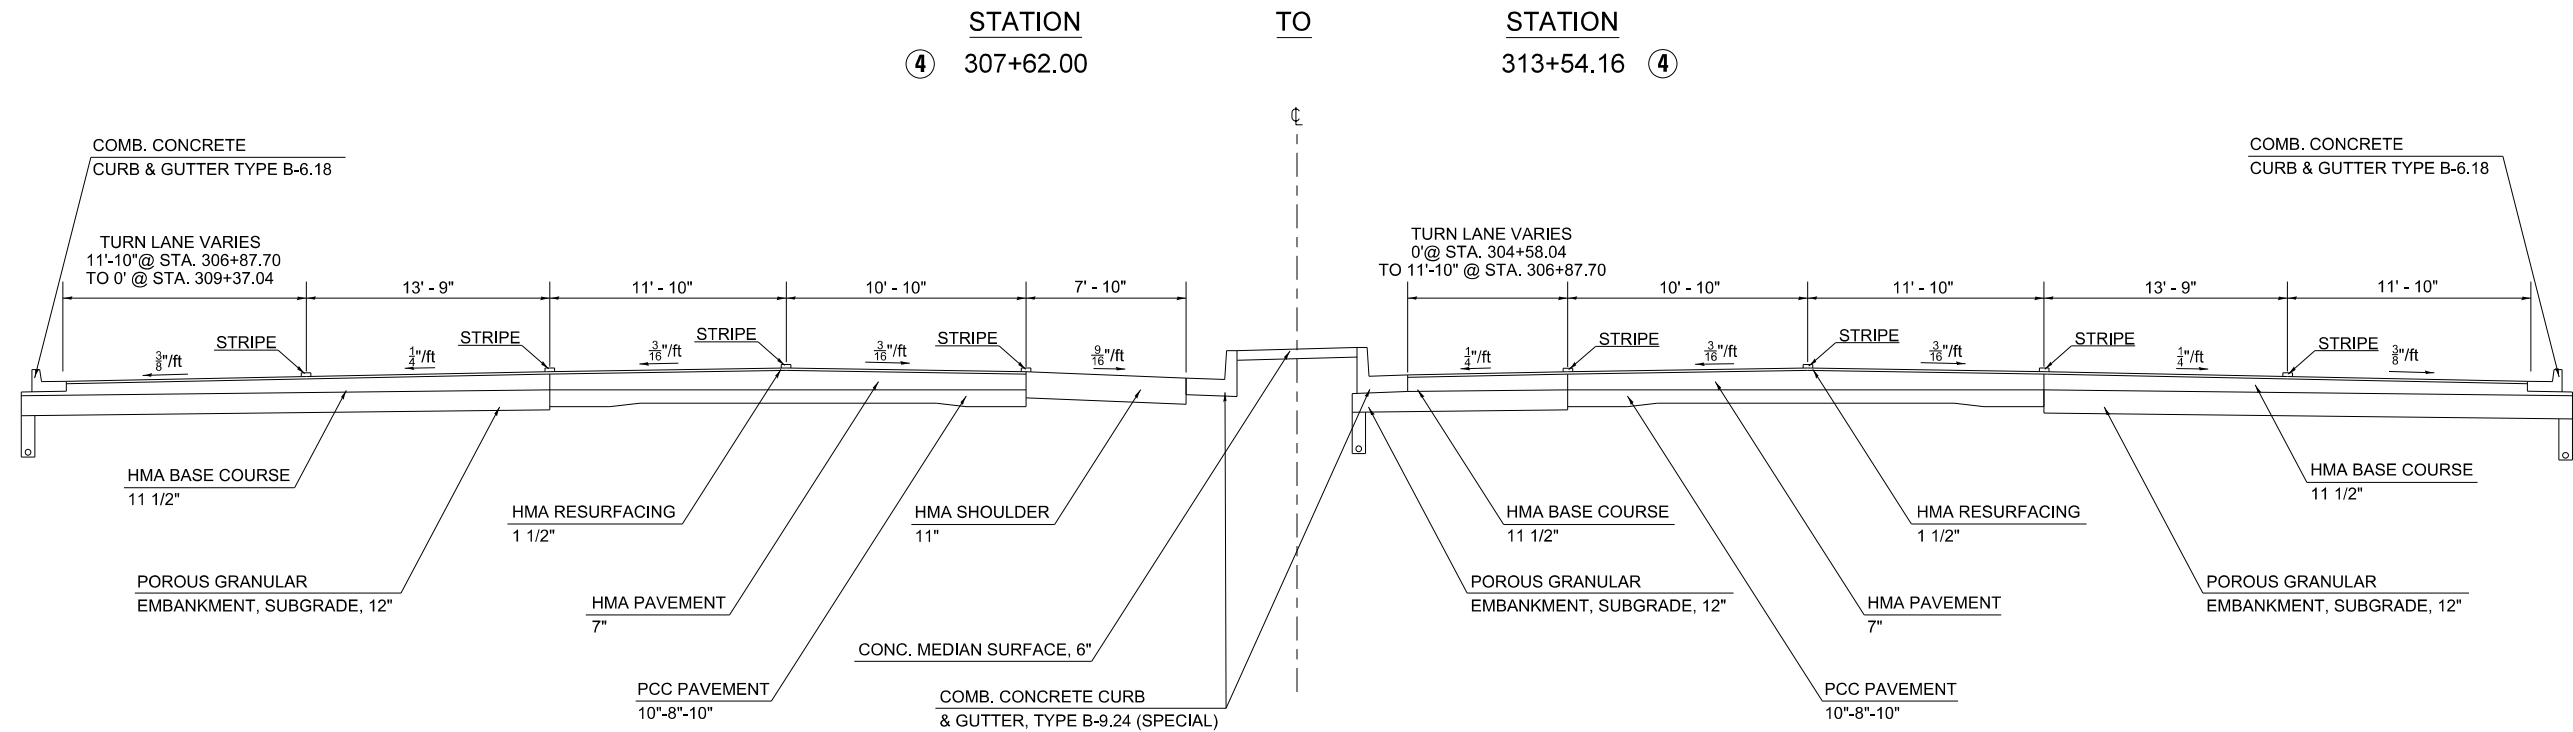 STATION TO STATION
4 307+62.00 313+54.16 4
℄
COMB. CONCRETE
CURB & GUTTER TYPE B-6.18
COMB. CONCRETE
CURB & GUTTER TYPE B-6.18
TURN LANE VARIES
11'-10"@ STA. 306+87.70
TO 0' @ STA. 309+37.04
TURN LANE VARIES
0'@ STA. 304+58.04
TO 11'-10" @ STA. 306+87.70
13' - 9" 11' - 10" 10' - 10" 7' - 10" 10' - 10" 11' - 10" 13' - 9" 11' - 10"
STRIPE STRIPE STRIPE STRIPE STRIPE STRIPE STRIPE STRIPE
3/8"/ft 1/4"/ft 3/16"/ft 3/16"/ft 9/16"/ft 1/4"/ft 3/16"/ft 3/16"/ft 1/4"/ft 3/8"/ft
HMA BASE COURSE
11 1/2"
HMA RESURFACING
1 1/2"
HMA SHOULDER
11"
HMA BASE COURSE
11 1/2"
HMA RESURFACING
1 1/2"
HMA BASE COURSE
11 1/2"
POROUS GRANULAR
EMBANKMENT, SUBGRADE, 12"
HMA PAVEMENT
7"
POROUS GRANULAR
EMBANKMENT, SUBGRADE, 12"
HMA PAVEMENT
7"
POROUS GRANULAR
EMBANKMENT, SUBGRADE, 12"
CONC. MEDIAN SURFACE, 6"
PCC PAVEMENT
10"-8"-10"
COMB. CONCRETE CURB
& GUTTER, TYPE B-9.24 (SPECIAL)
PCC PAVEMENT
10"-8"-10"